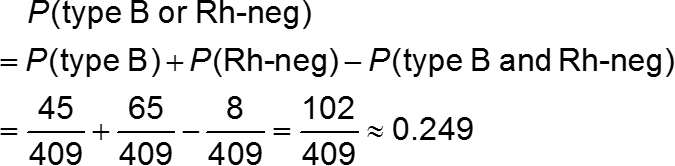 P(type B or Rh-neg)
= P(type B) + P(Rh-neg) − P(type B and Rh-neg)
= 45/409 + 65/409 − 8/409 = 102/409 ≈ 0.249